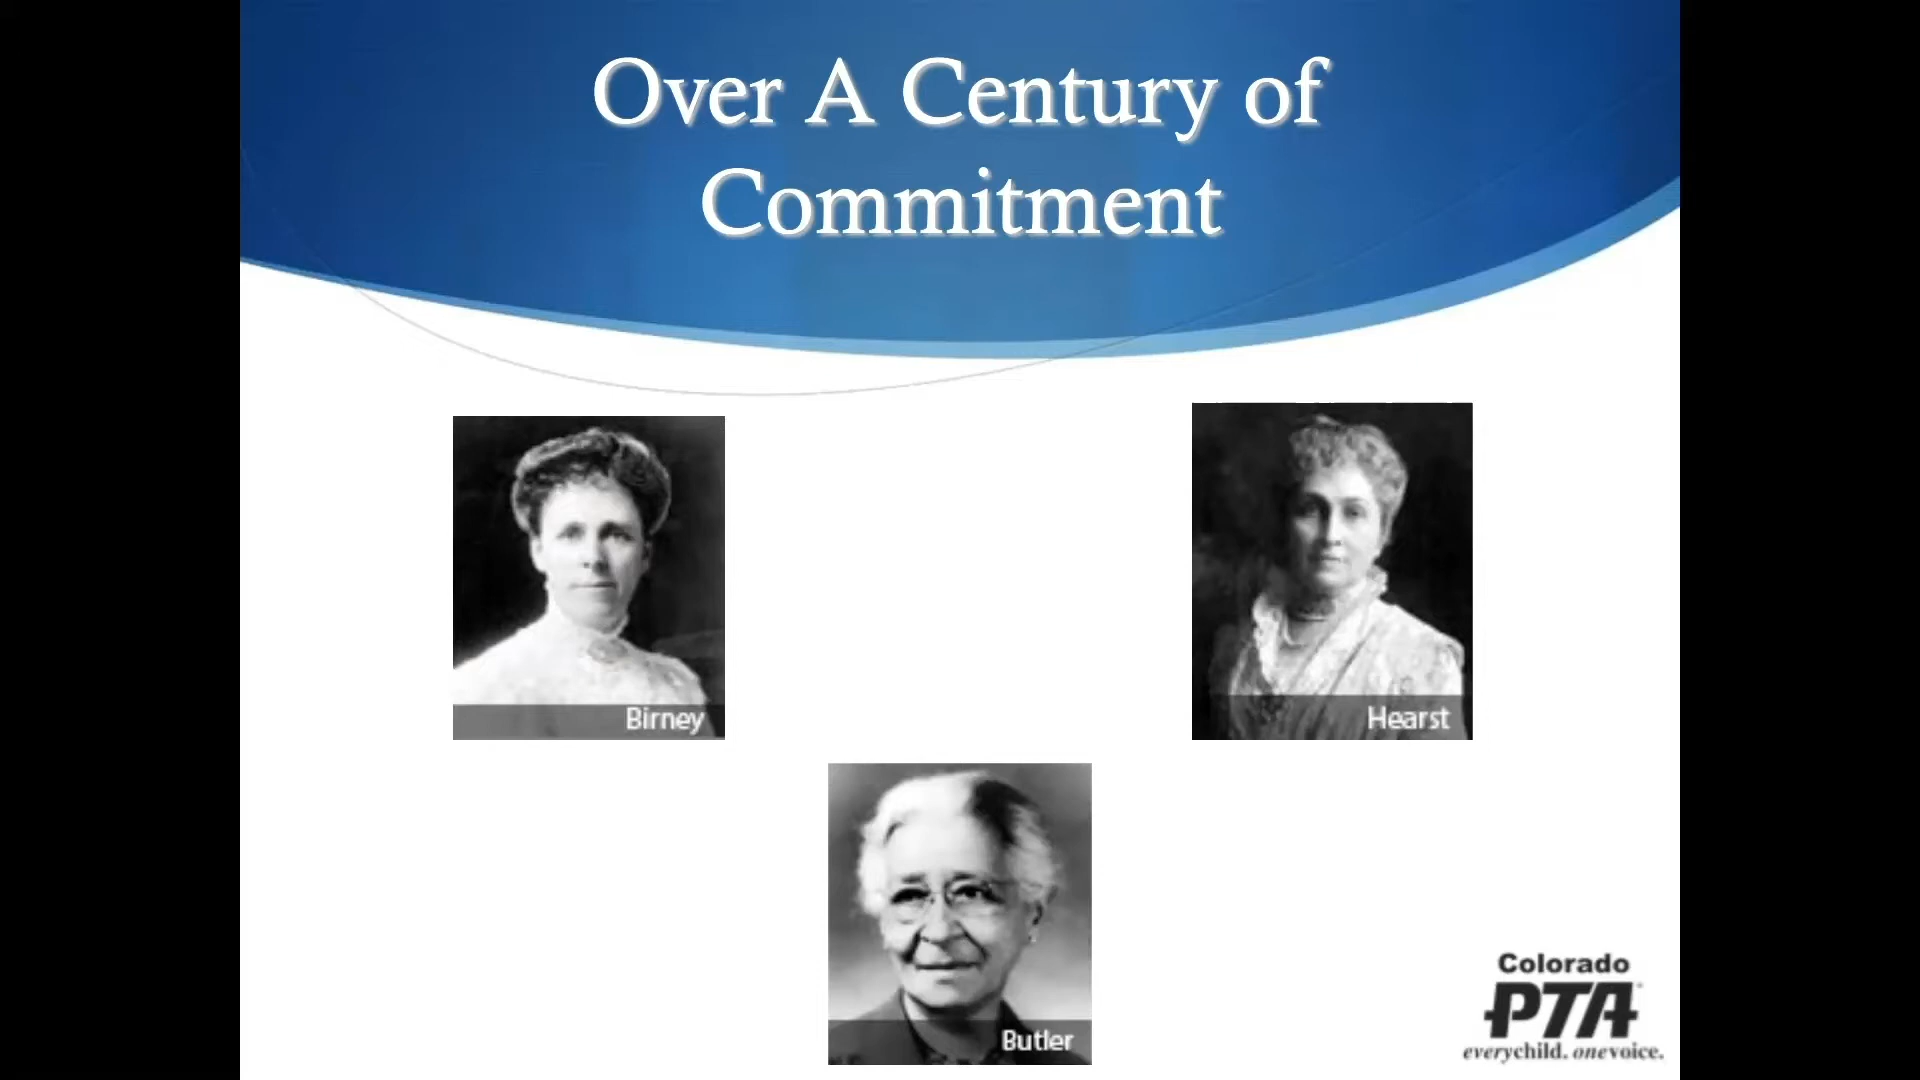 Over A Century of
Commitment
Birney
Hearst
Butler
Colorado
PTA
everychild. onevoice.